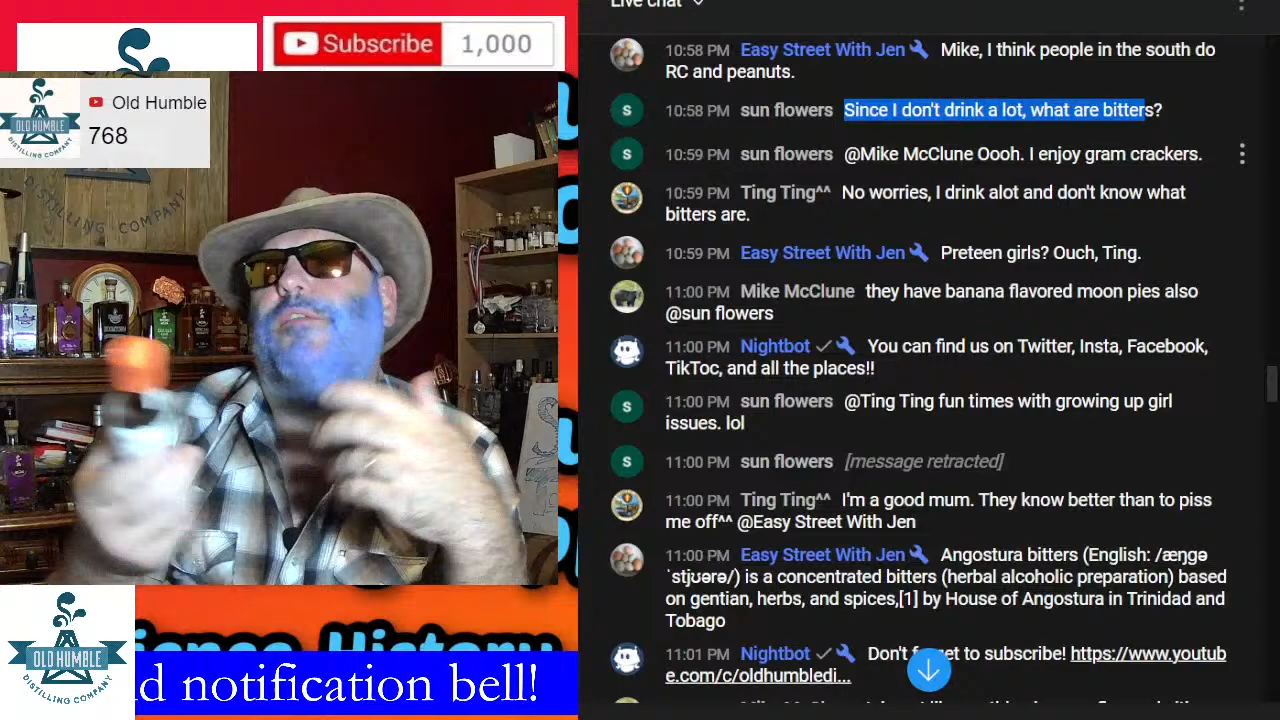 Subscribe 1,000
Old Humble
768
OLD HUMBLE
DISTILLING COMPANY
DISTILLING COMPANY
OLD HUMBLE
DISTILLING COMPANY
d notification bell!
Live chat
10:58 PM Easy Street With Jen Mike, I think people in the south do
RC and peanuts.
S 10:58 PM sun flowers Since I don't drink a lot, what are bitters?
S 10:59 PM sun flowers @Mike McClune Oooh. I enjoy gram crackers.
10:59 PM Ting Ting^^ No worries, I drink alot and don't know what
bitters are.
10:59 PM Easy Street With Jen Preteen girls? Ouch, Ting.
11:00 PM Mike McClune they have banana flavored moon pies also
@sun flowers
11:00 PM Nightbot You can find us on Twitter, Insta, Facebook,
TikToc, and all the places!!
S 11:00 PM sun flowers @Ting Ting fun times with growing up girl
issues. lol
S 11:00 PM sun flowers [message retracted]
11:00 PM Ting Ting^^ I'm a good mum. They know better than to piss
me off^^ @Easy Street With Jen
11:00 PM Easy Street With Jen Angostura bitters (English: /æŋɡə
ˈstjʊərə/) is a concentrated bitters (herbal alcoholic preparation) based
on gentian, herbs, and spices,[1] by House of Angostura in Trinidad and
Tobago
11:01 PM Nightbot Don't forget to subscribe! https://www.youtub
e.com/c/oldhumbledi...